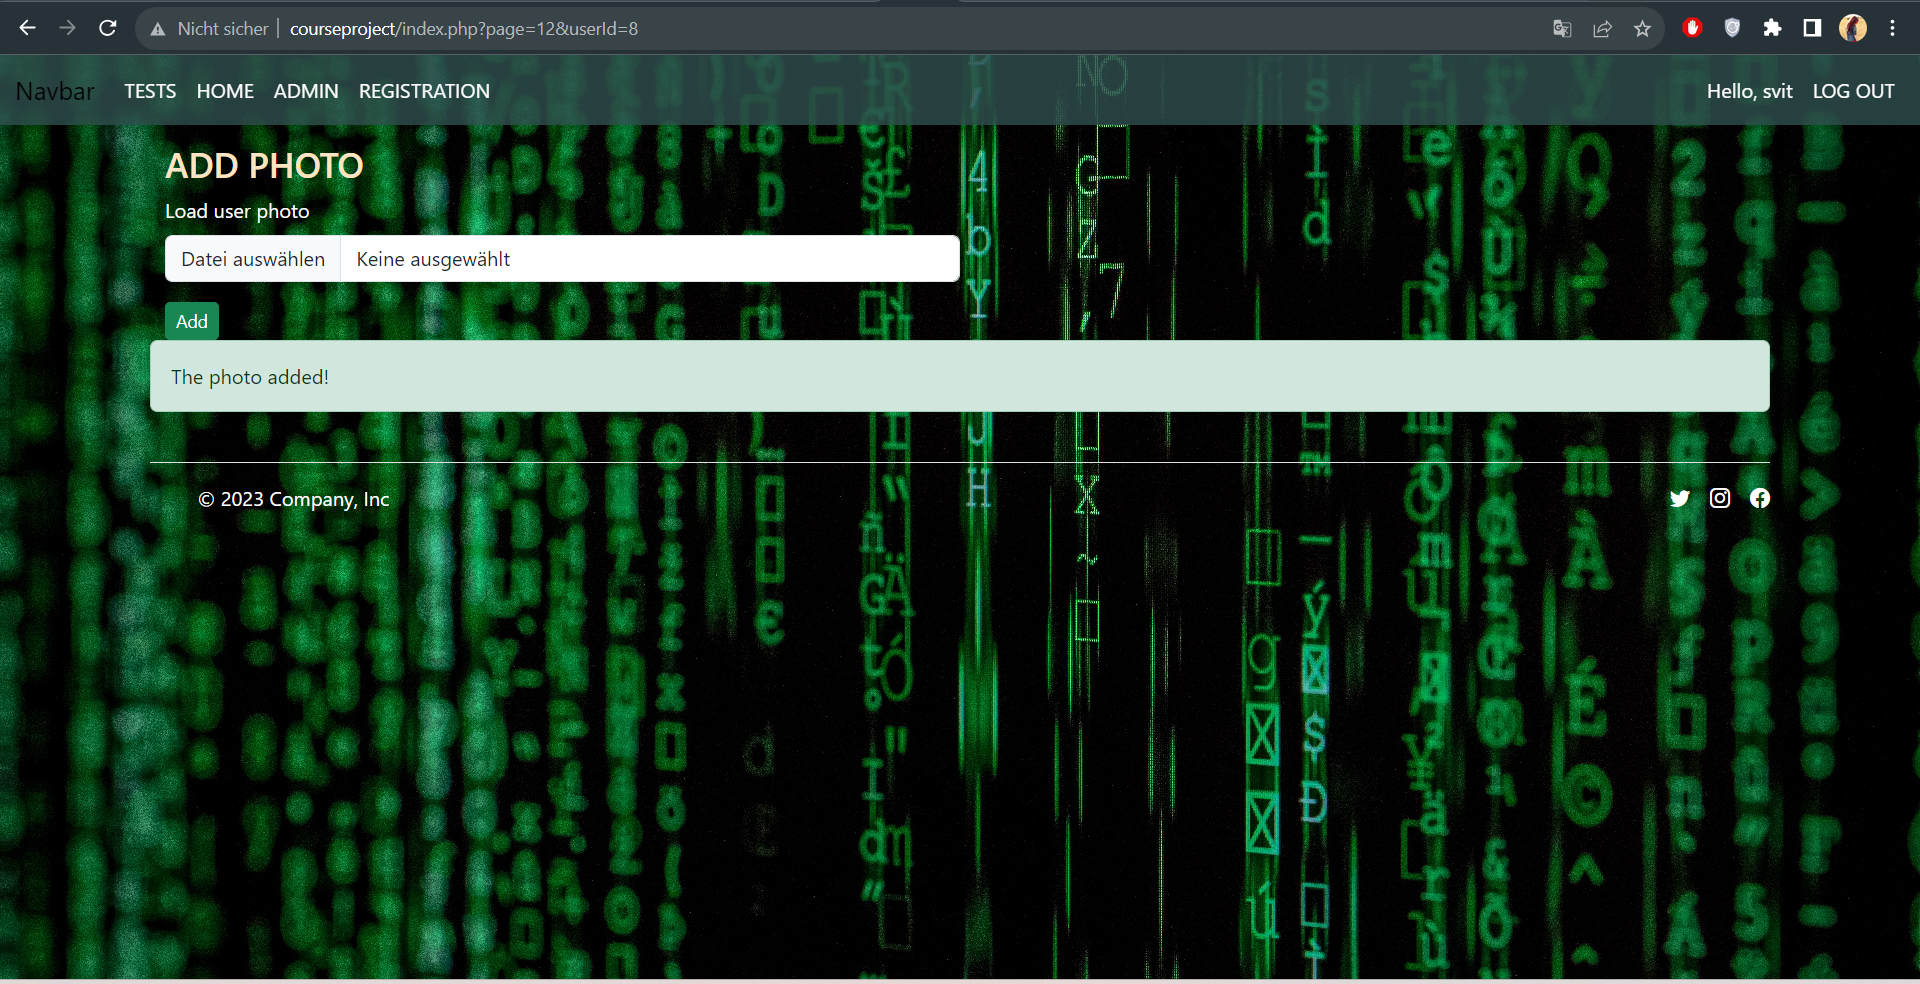 Nicht sicher courseproject/index.php?page=12&userId=8
Navbar TESTS HOME ADMIN REGISTRATION Hello, svit LOG OUT
ADD PHOTO
Load user photo
Datei auswählen Keine ausgewählt
Add
The photo added!
© 2023 Company, Inc